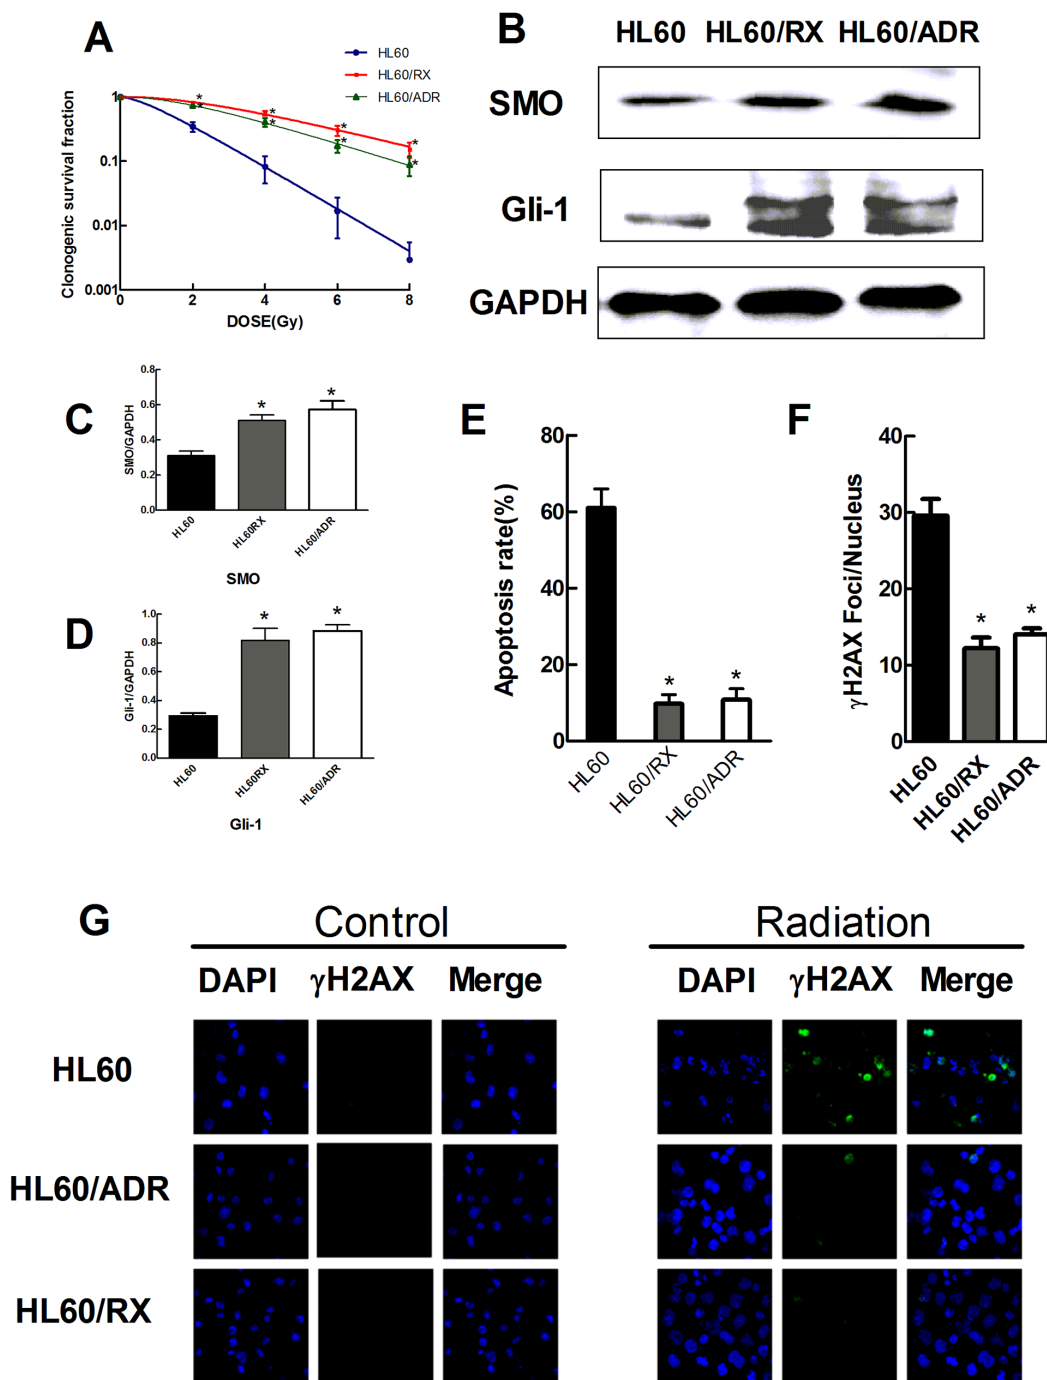 A
HL60
HL60/RX
HL60/ADR
Clonogenic survival fraction
1
0.1
0.01
0.001
0 2 4 6 8
DOSE(Gy)
* * * *
* * * *
B
HL60 HL60/RX HL60/ADR
SMO
Gli-1
GAPDH
C
SMO/GAPDH
0.8
0.6
0.4
0.2
0.0
* *
HL60 HL60RX HL60/ADR
SMO
D
Gli-1/GAPDH
1.0
0.8
0.6
0.4
0.2
0.0
* *
HL60 HL60RX HL60/ADR
Gli-1
E
Apoptosis rate(%)
80
60
40
20
0
* *
HL60 HL60/RX HL60/ADR
F
γH2AX Foci/Nucleus
40
30
20
10
0
* *
HL60 HL60/RX HL60/ADR
G
Control Radiation
DAPI γH2AX Merge DAPI γH2AX Merge
HL60
HL60/ADR
HL60/RX